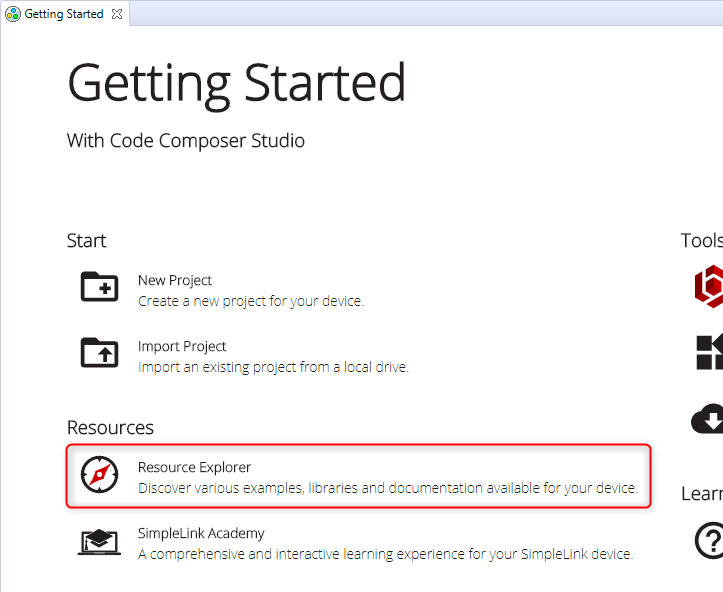 Getting Started
Getting Started
With Code Composer Studio
Start
New Project
Create a new project for your device.
Import Project
Import an existing project from a local drive.
Resources
Resource Explorer
Discover various examples, libraries and documentation available for your device.
SimpleLink Academy
A comprehensive and interactive learning experience for your SimpleLink device.
Tools
Learn